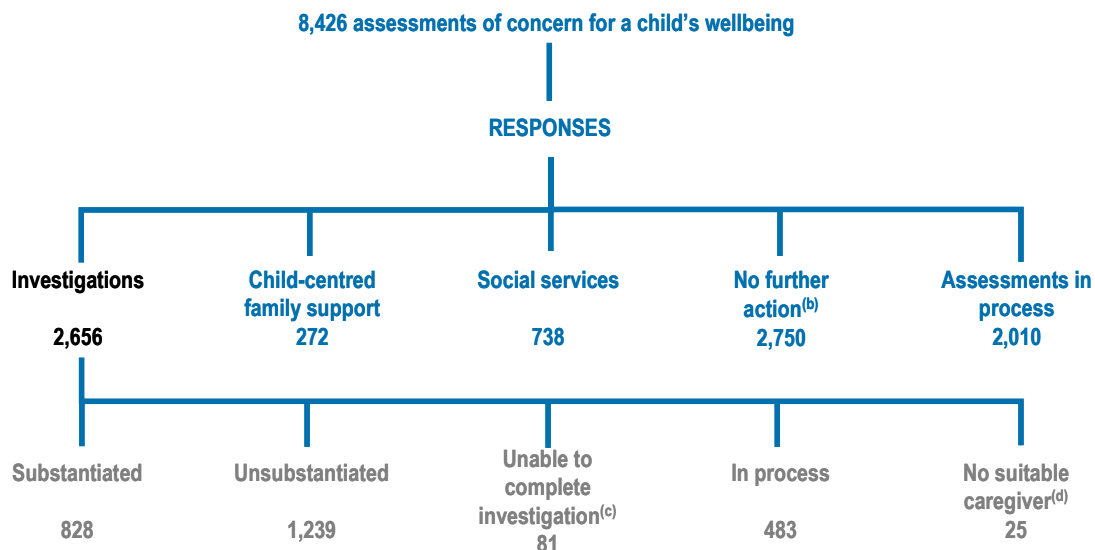 8,426 assessments of concern for a child’s wellbeing
RESPONSES
Investigations
2,656
Child-centred
family support
272
Social services
738
No further
action(b)
2,750
Assessments in
process
2,010
Substantiated
828
Unsubstantiated
1,239
Unable to
complete
investigation(c)
81
In process
483
No suitable
caregiver(d)
25